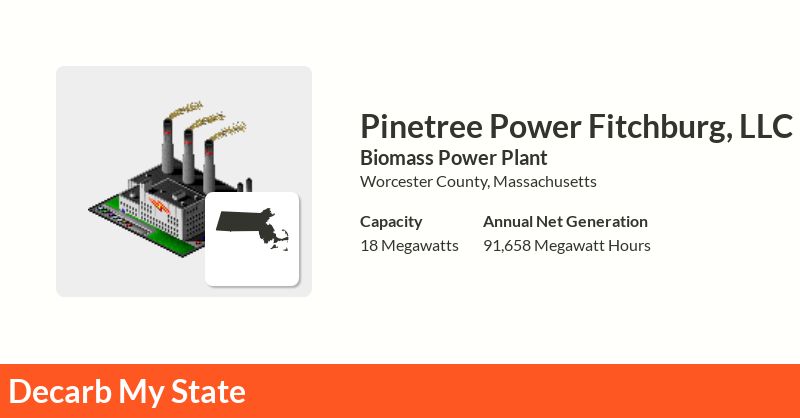 Pinetree Power Fitchburg, LLC
Biomass Power Plant
Worcester County, Massachusetts
Capacity
18 Megawatts
Annual Net Generation
91,658 Megawatt Hours
Decarb My State